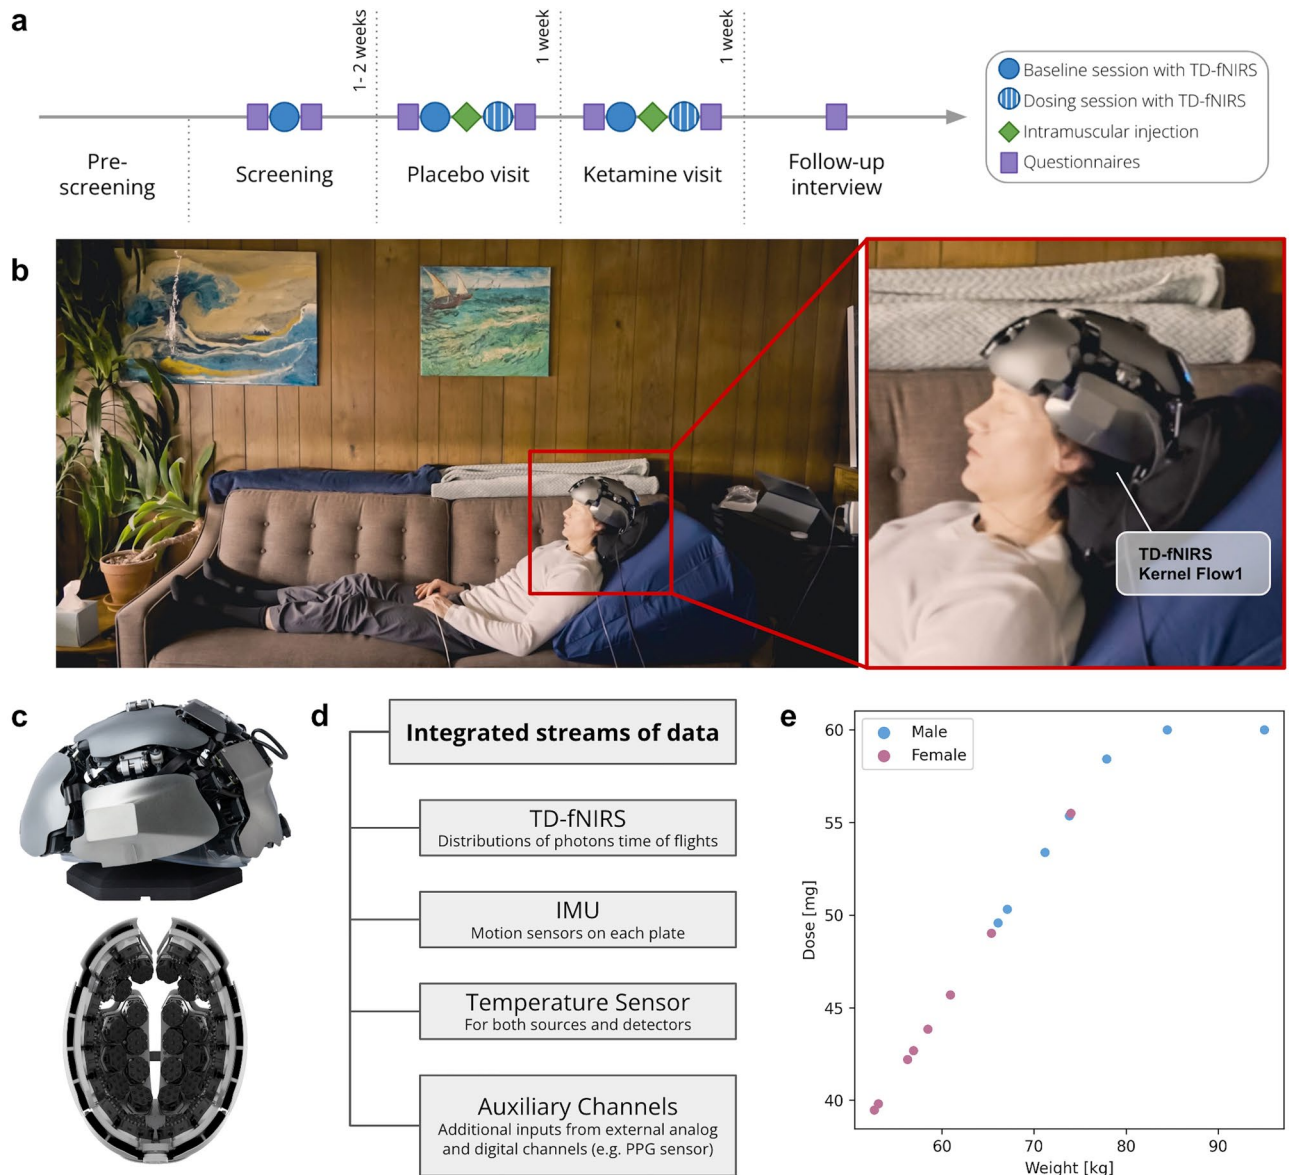 a
1- 2 weeks
1 week
1 week
Pre-
screening
Screening
Placebo visit
Ketamine visit
Follow-up
interview
Baseline session with TD-fNIRS
Dosing session with TD-fNIRS
Intramuscular injection
Questionnaires
b
TD-fNIRS
Kernel Flow1
c
d
Integrated streams of data
TD-fNIRS
Distributions of photons time of flights
IMU
Motion sensors on each plate
Temperature Sensor
For both sources and detectors
Auxiliary Channels
Additional inputs from external analog
and digital channels (e.g. PPG sensor)
e
Male
Female
60
55
50
45
40
Dose [mg]
60 70 80 90
Weight [kg]